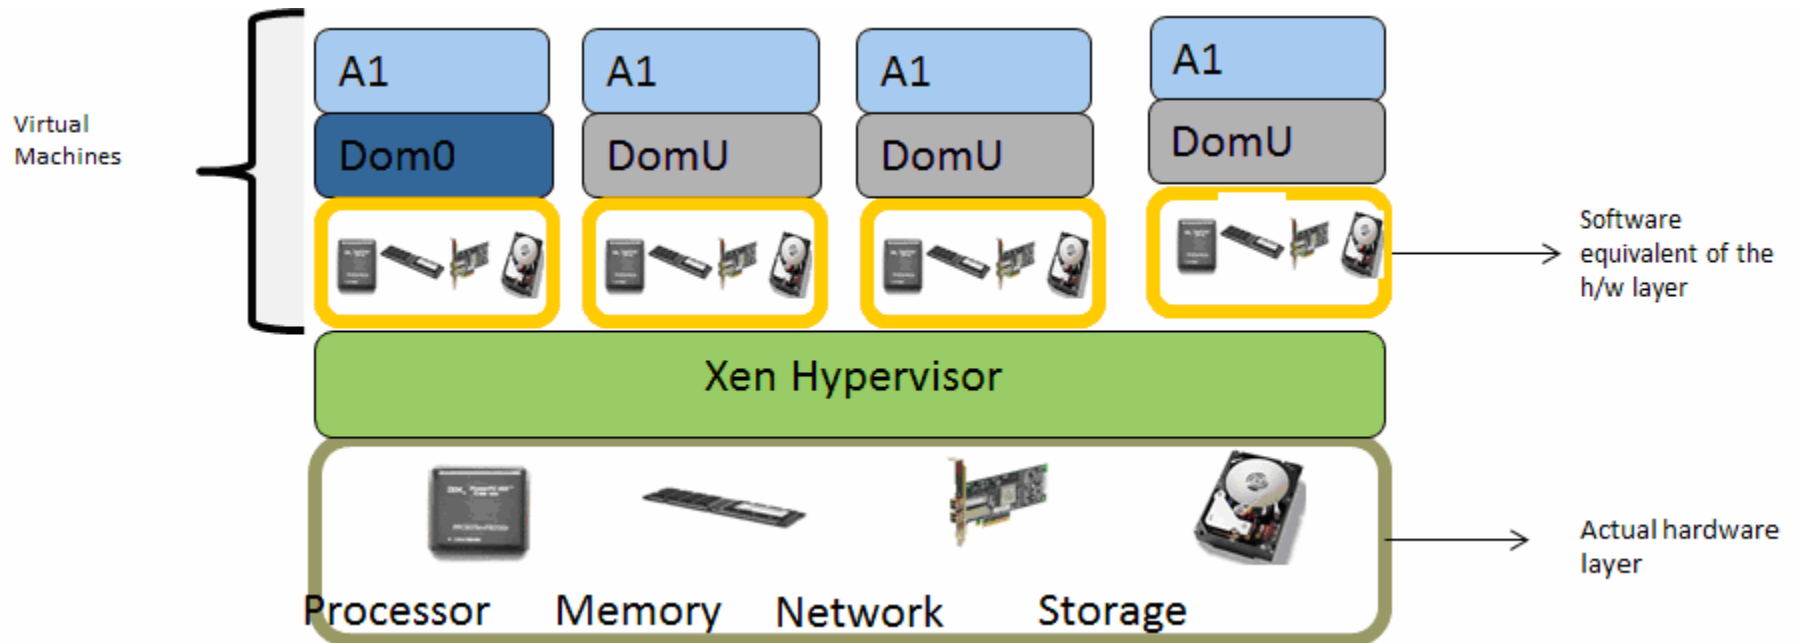 A1
A1
A1
A1
Virtual
Machines
Dom0
DomU
DomU
DomU
Software
equivalent of the
h/w layer
Xen Hypervisor
Actual hardware
layer
Processor
Memory
Network
Storage